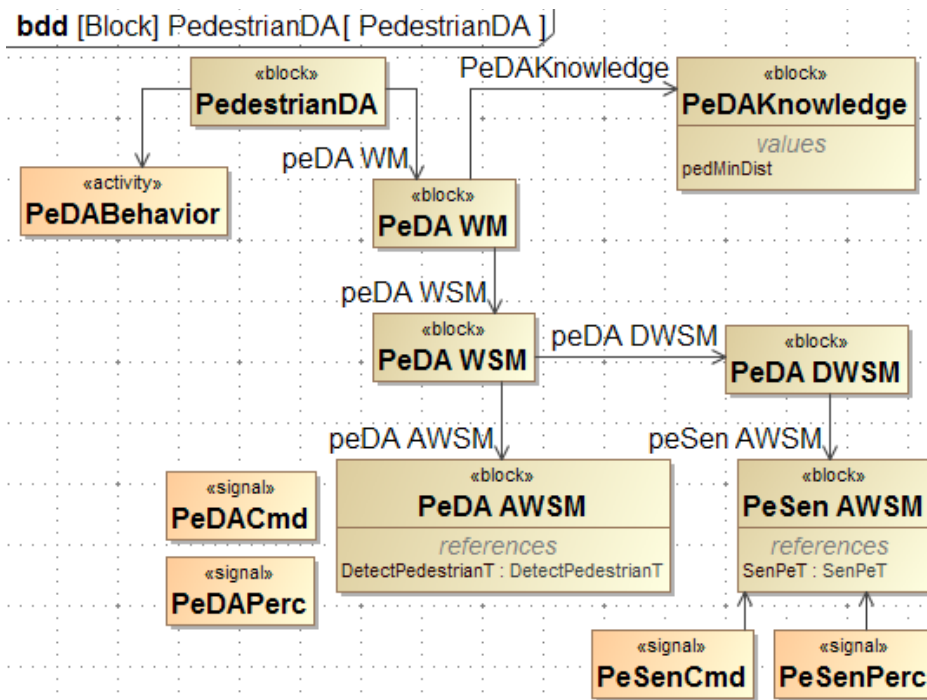 bdd [Block] PedestrianDA[ PedestrianDA ]
«block»
PedestrianDA
PeDAKnowledge
«block»
PeDAKnowledge
values
pedMinDist
peDA WM
«activity»
PeDABehavior
«block»
PeDA WM
peDA WSM
«block»
PeDA WSM
peDA DWSM
«block»
PeDA DWSM
peDA AWSM
peSen AWSM
«block»
PeDA AWSM
references
DetectPedestrianT : DetectPedestrianT
«block»
PeSen AWSM
references
SenPeT : SenPeT
«signal»
PeDACmd
«signal»
PeDAPerc
«signal»
PeSenCmd
«signal»
PeSenPerc